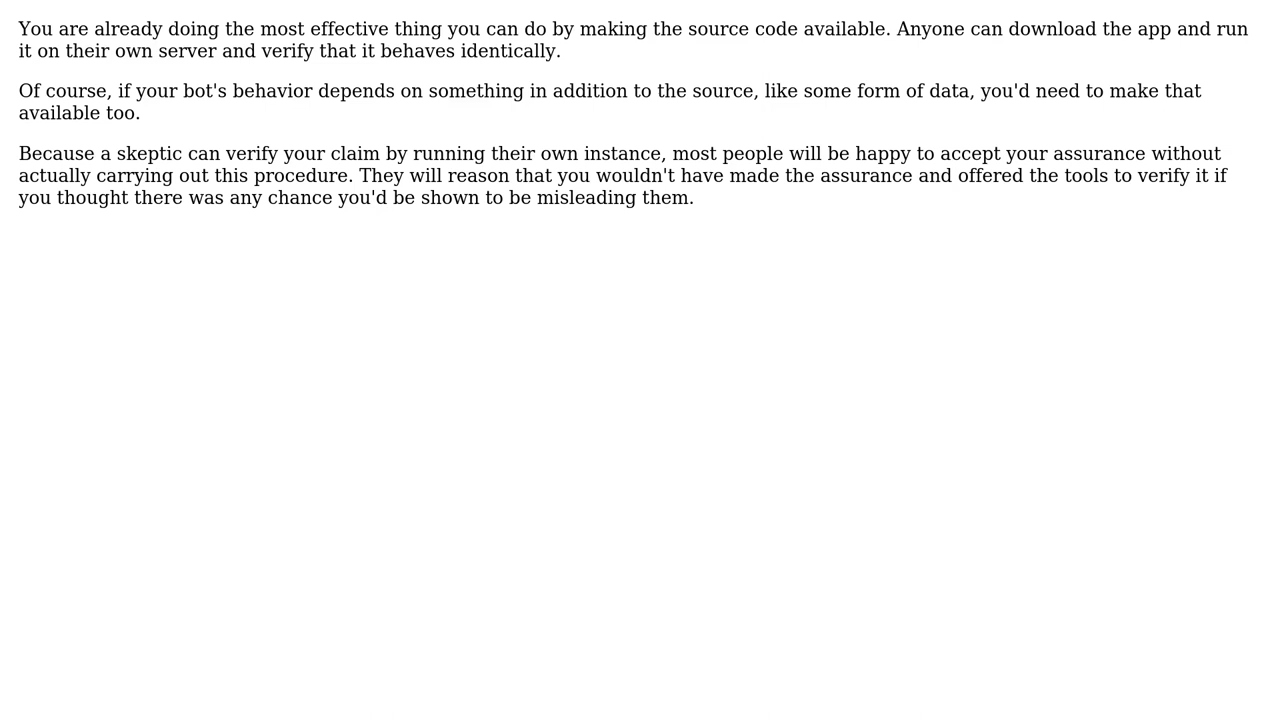 You are already doing the most effective thing you can do by making the source code available. Anyone can download the app and run
it on their own server and verify that it behaves identically.
Of course, if your bot's behavior depends on something in addition to the source, like some form of data, you'd need to make that
available too.
Because a skeptic can verify your claim by running their own instance, most people will be happy to accept your assurance without
actually carrying out this procedure. They will reason that you wouldn't have made the assurance and offered the tools to verify it if
you thought there was any chance you'd be shown to be misleading them.